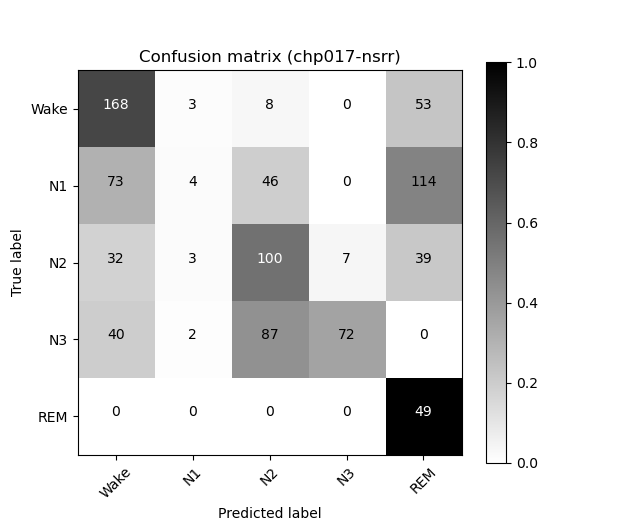 Confusion matrix (chp017-nsrr)
True label
Wake 168 3 8 0 53
N1 73 4 46 0 114
N2 32 3 100 7 39
N3 40 2 87 72 0
REM 0 0 0 0 49
Wake N1 N2 N3 REM
Predicted label
1.0
0.8
0.6
0.4
0.2
0.0